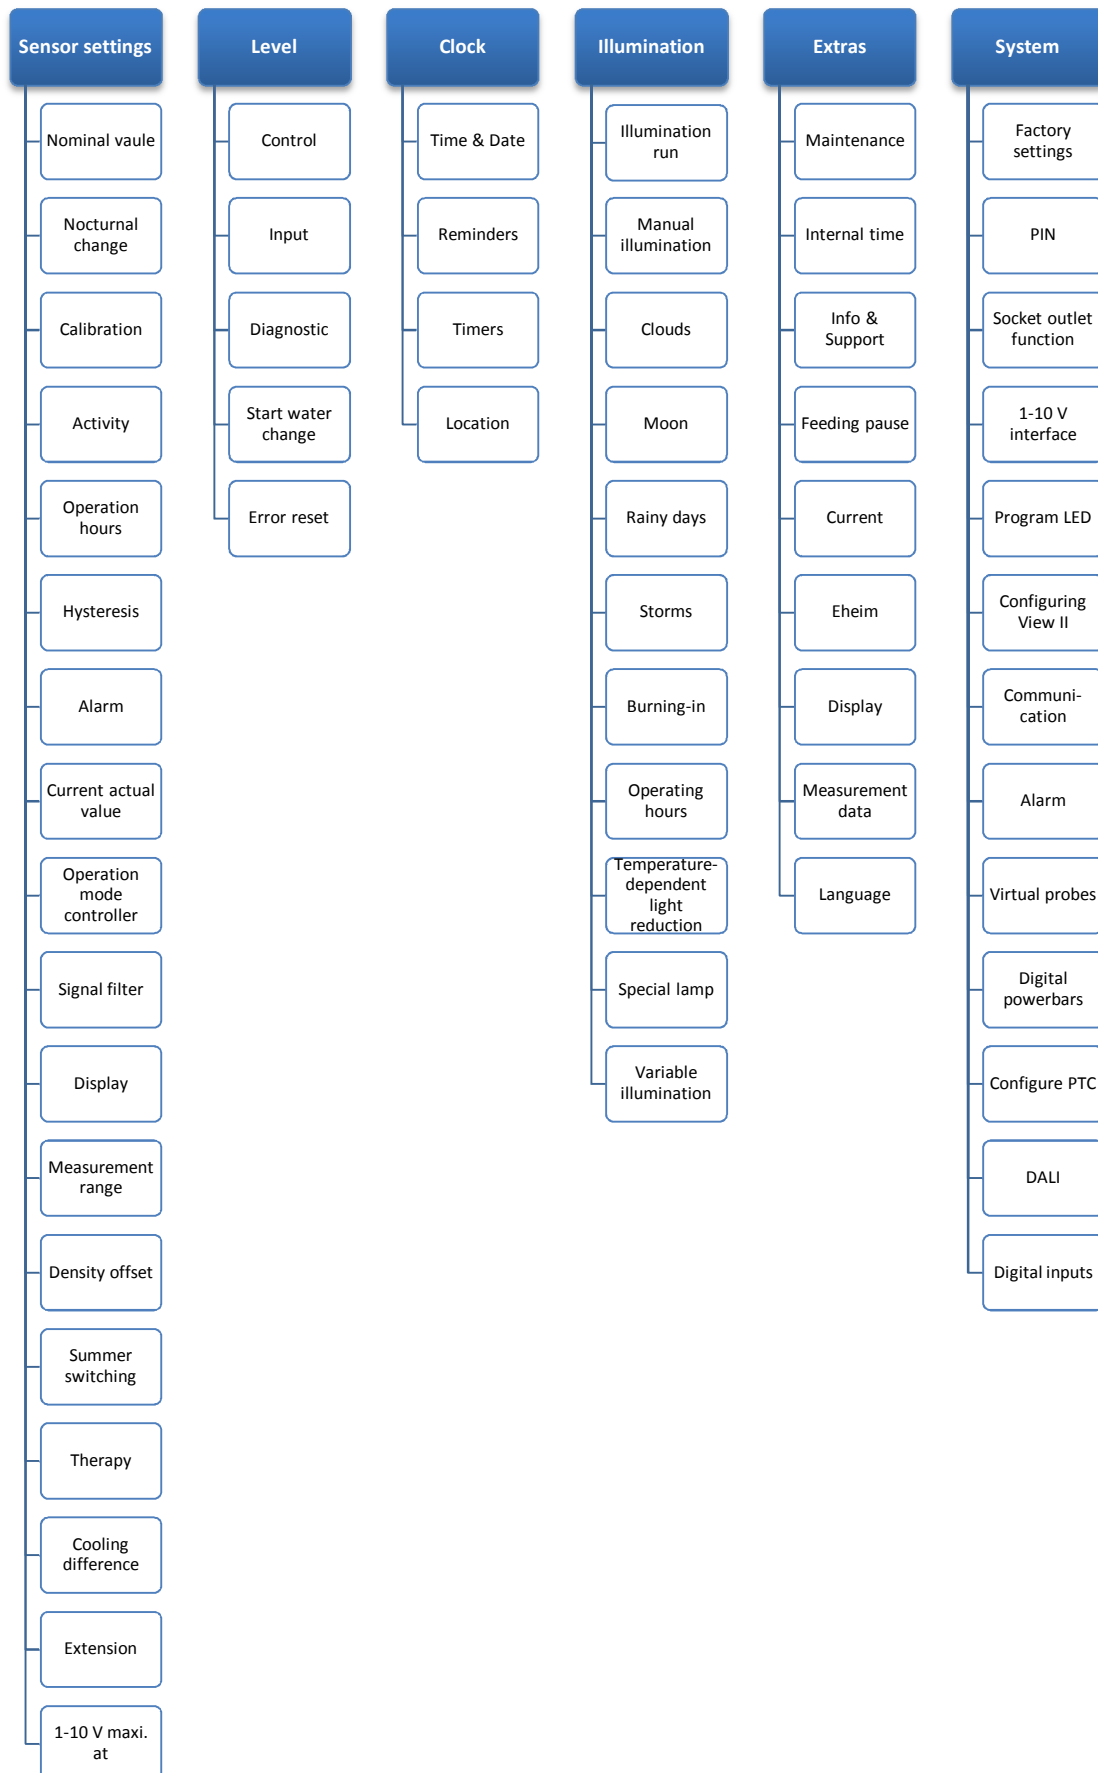 Sensor settings
Nominal vaule
Nocturnal
change
Calibration
Activity
Operation
hours
Hysteresis
Alarm
Current actual
value
Operation
mode
controller
Signal filter
Display
Measurement
range
Density offset
Summer
switching
Therapy
Cooling
difference
Extension
1-10 V maxi.
at
Level
Control
Input
Diagnostic
Start water
change
Error reset
Clock
Time & Date
Reminders
Timers
Location
Illumination
Illumination
run
Manual
illumination
Clouds
Moon
Rainy days
Storms
Burning-in
Operating
hours
Temperature-
dependent
light
reduction
Special lamp
Variable
illumination
Extras
Maintenance
Internal time
Info &
Support
Feeding pause
Current
Eheim
Display
Measurement
data
Language
System
Factory
settings
PIN
Socket outlet
function
1-10 V
interface
Program LED
Configuring
View II
Communi-
cation
Alarm
Virtual probes
Digital
powerbars
Configure PTC
DALI
Digital inputs